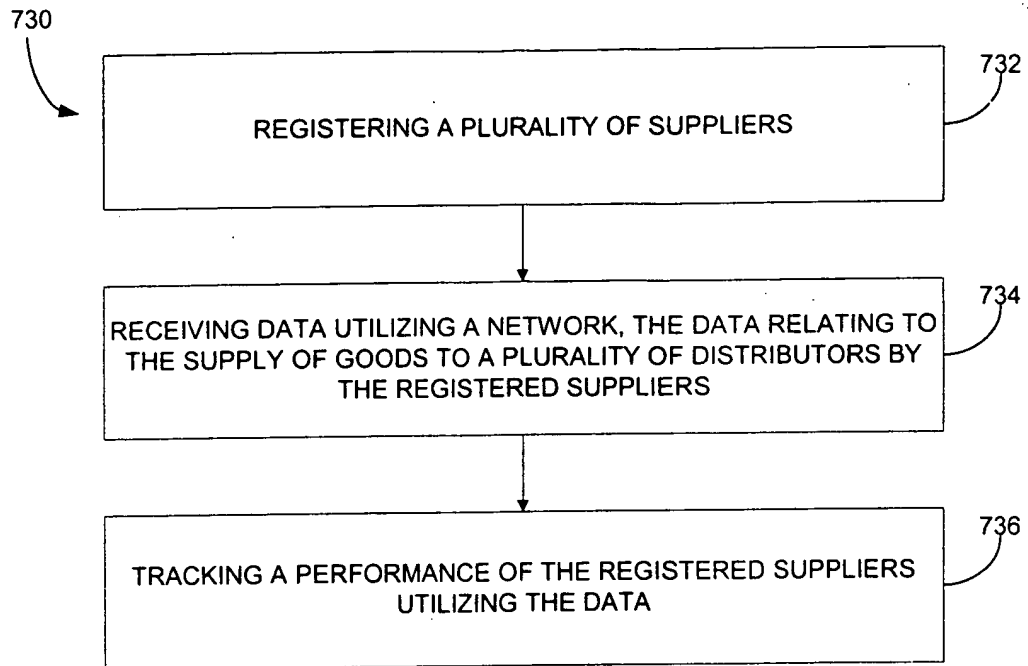 730
732
REGISTERING A PLURALITY OF SUPPLIERS
734
RECEIVING DATA UTILIZING A NETWORK, THE DATA RELATING TO
THE SUPPLY OF GOODS TO A PLURALITY OF DISTRIBUTORS BY
THE REGISTERED SUPPLIERS
736
TRACKING A PERFORMANCE OF THE REGISTERED SUPPLIERS
UTILIZING THE DATA